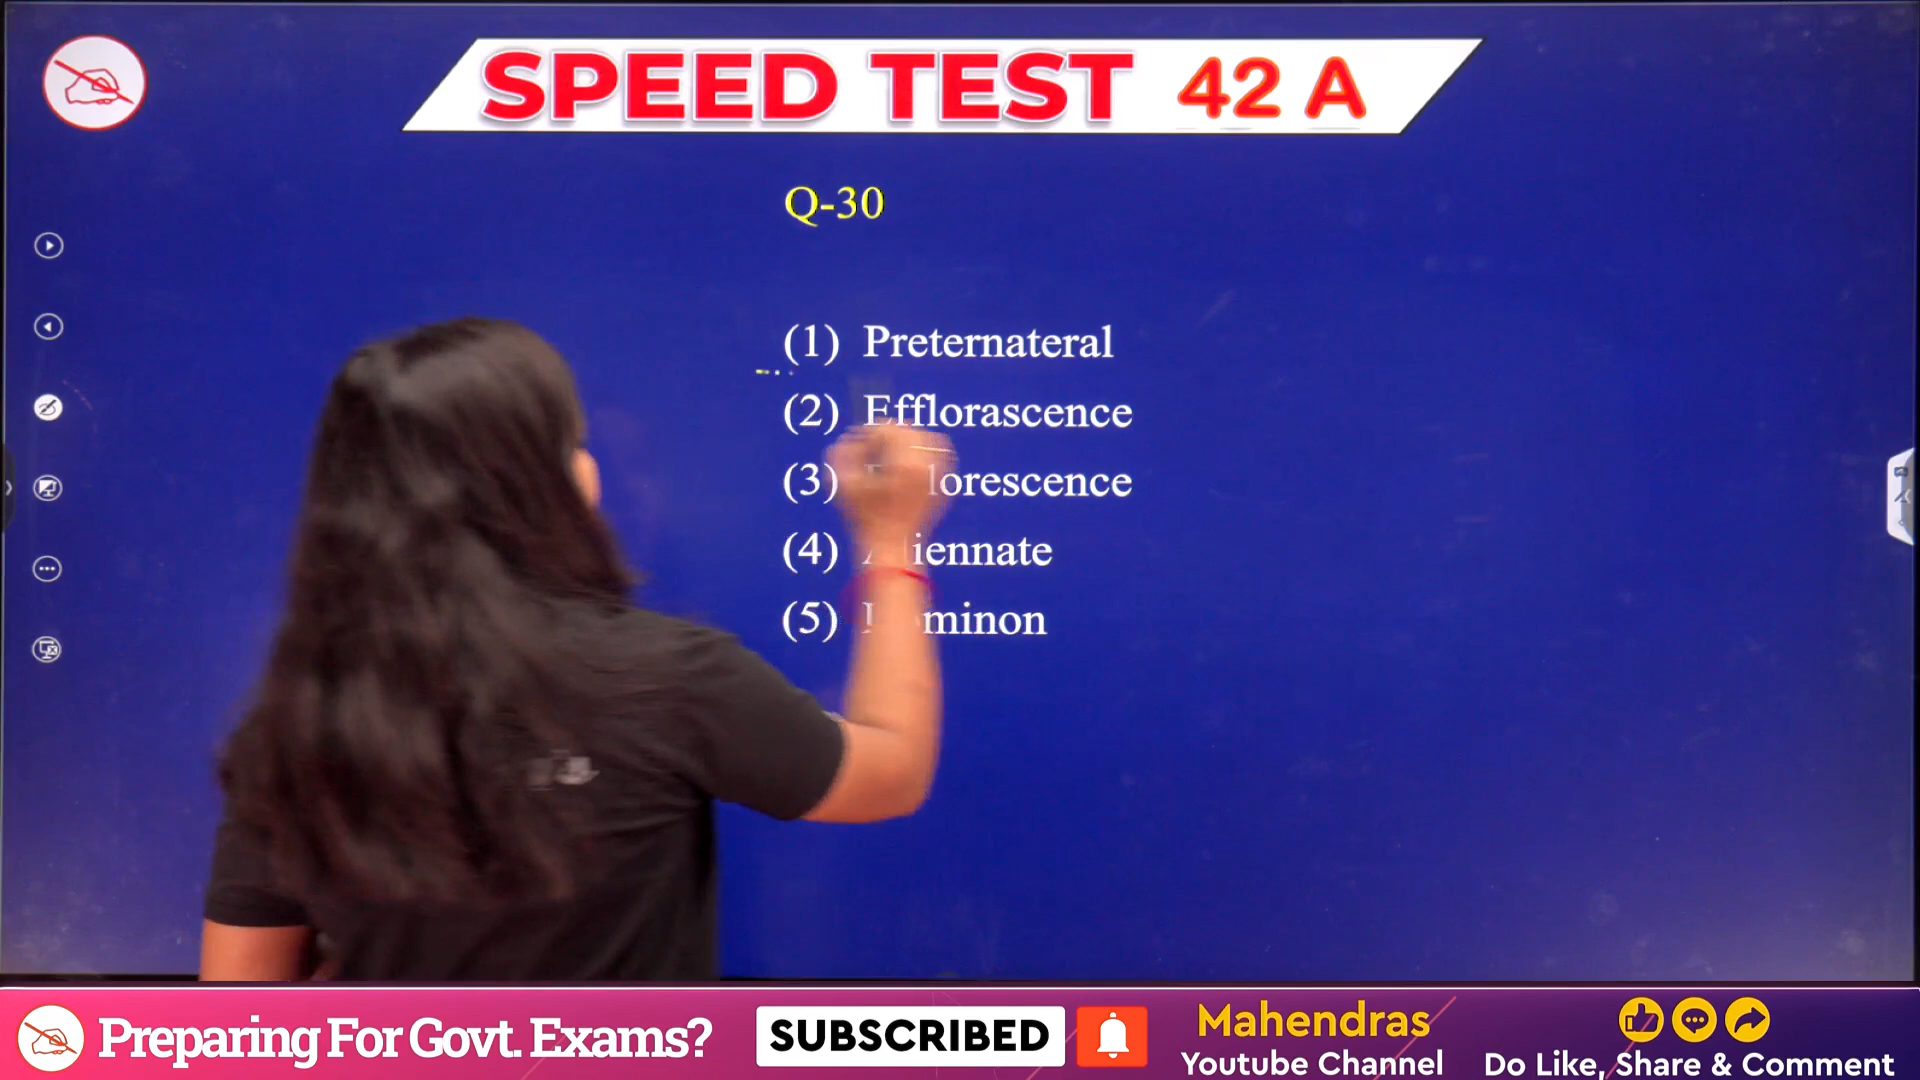 SPEED TEST 42 A
Q-30
(1) Preternateral
(2) Efflorascence
(3) lorescence
(4) iennate
(5) minon
Preparing For Govt. Exams?
SUBSCRIBED
Mahendras
Youtube Channel
Do Like, Share & Comment